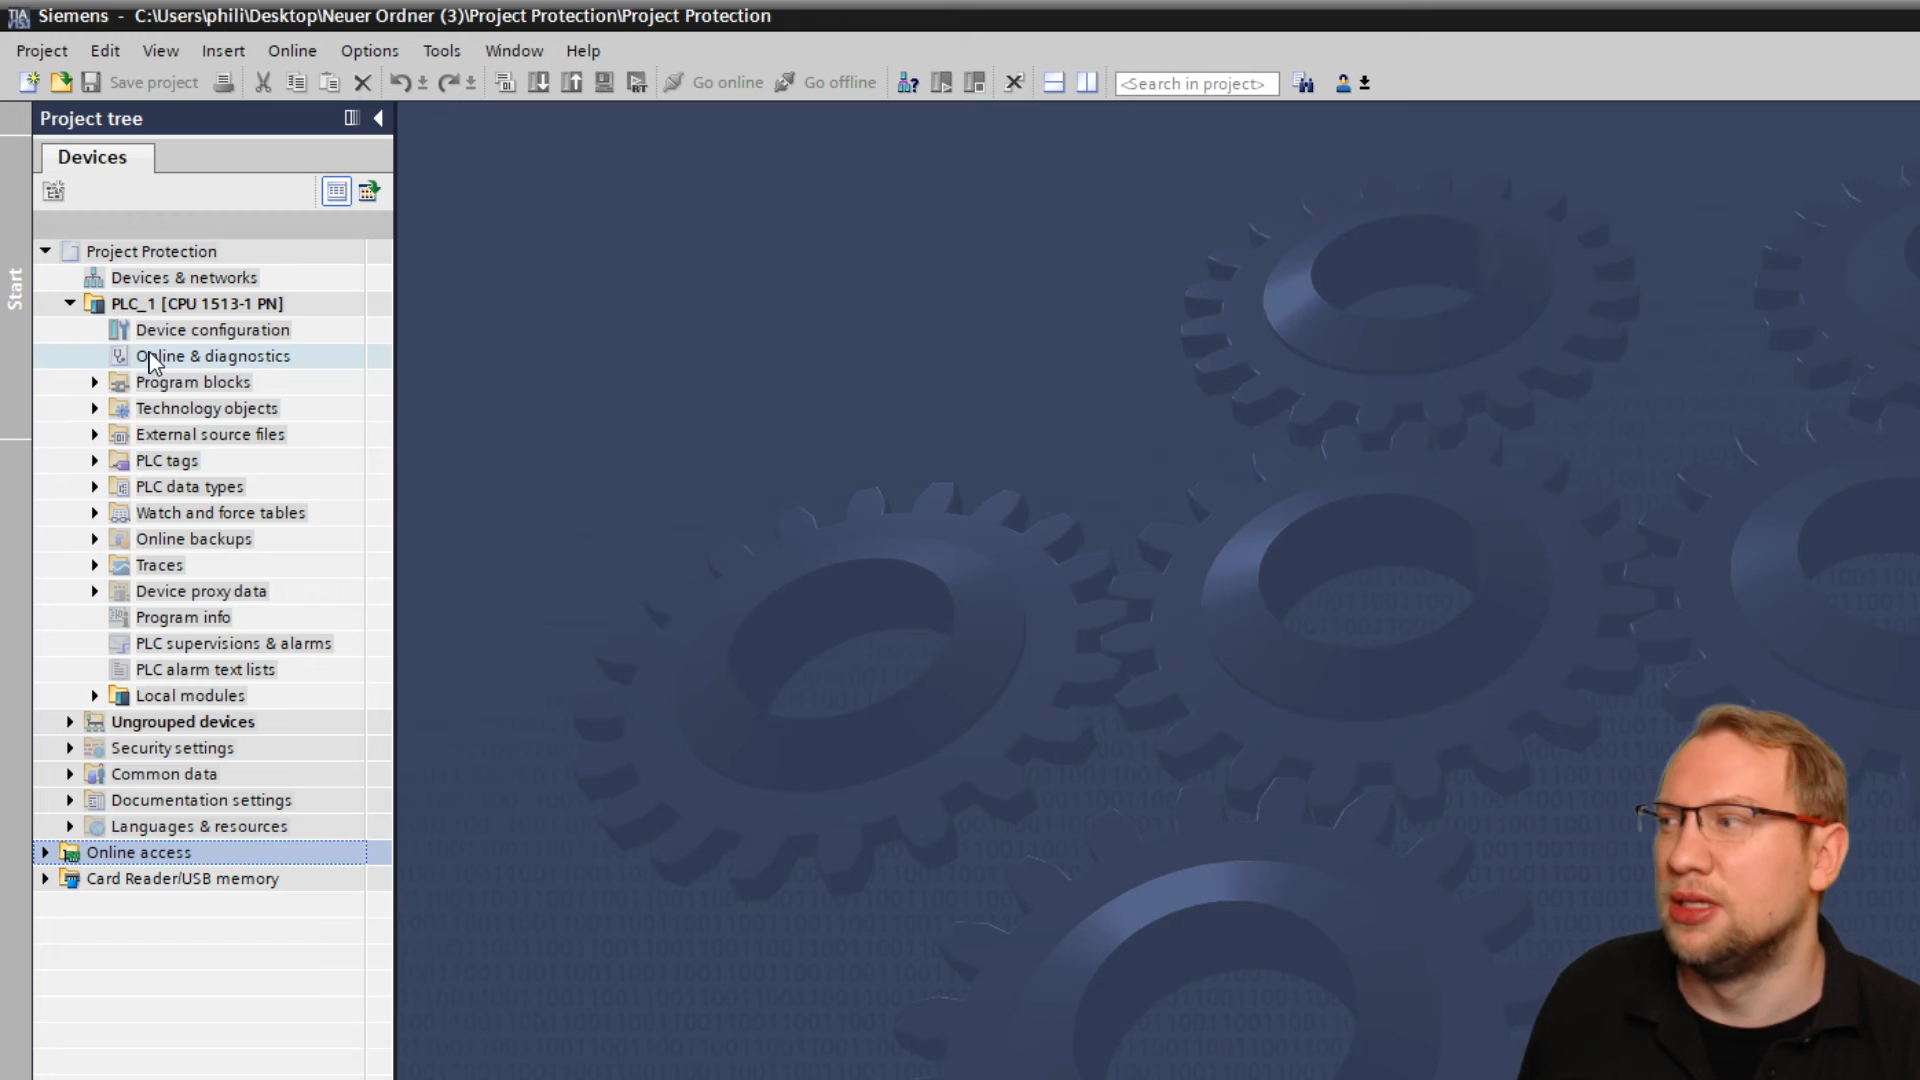 Siemens - C:\Users\phili\Desktop\Neuer Ordner (3)\Project Protection\Project Protection
Project Edit View Insert Online Options Tools Window Help
Save project Go online Go offline <Search in project>
Project tree
Devices
Start
Project Protection
Devices & networks
PLC_1 [CPU 1513-1 PN]
Device configuration
Online & diagnostics
Program blocks
Technology objects
External source files
PLC tags
PLC data types
Watch and force tables
Online backups
Traces
Device proxy data
Program info
PLC supervisions & alarms
PLC alarm text lists
Local modules
Ungrouped devices
Security settings
Common data
Documentation settings
Languages & resources
Online access
Card Reader/USB memory